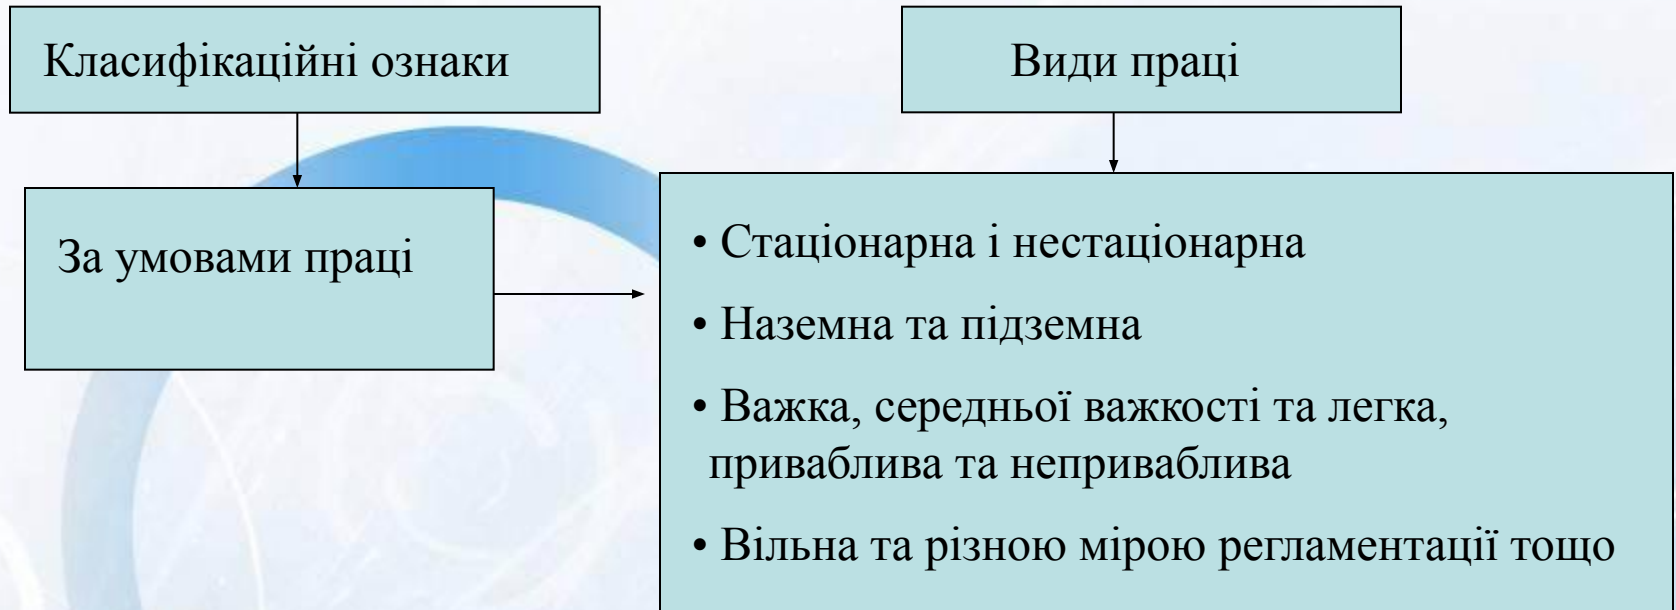 Класифікаційні ознаки
Види праці
За умовами праці
• Стаціонарна і нестаціонарна
• Наземна та підземна
• Важка, середньої важкості та легка,
приваблива та неприваблива
• Вільна та різною мірою регламентації тощо